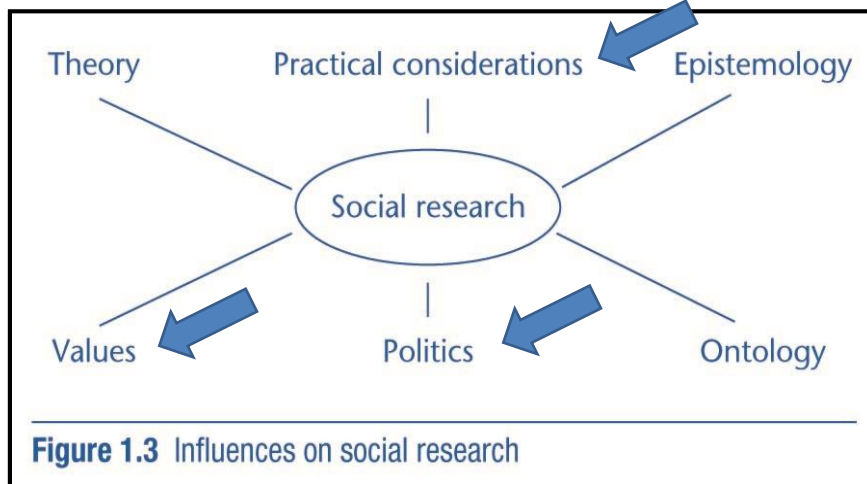 Theory
Practical considerations
Epistemology
Social research
Values
Politics
Ontology
Figure 1.3 Influences on social research